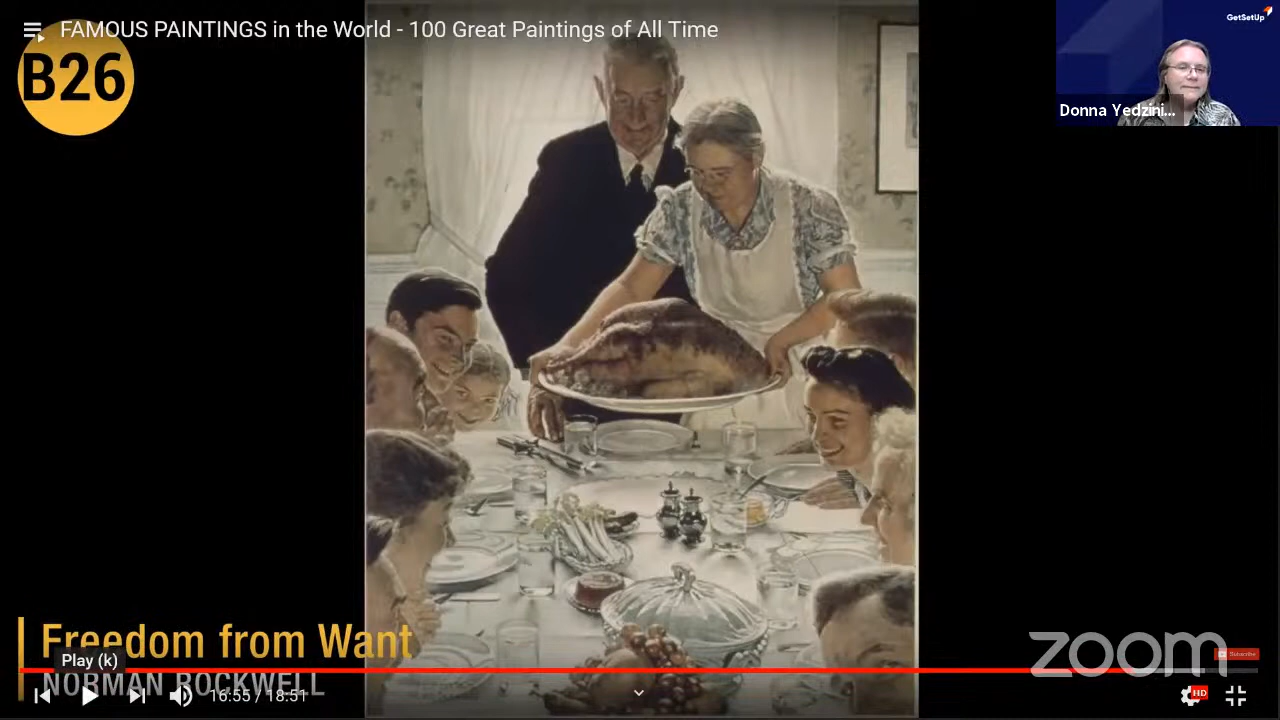 FAMOUS PAINTINGS in the World - 100 Great Paintings of All Time
B26
GetSetUp
Donna Yedzini...
Freedom from Want
Play (k)
NORMAN ROCKWELL
16:55 / 18:51
HD
zoom
Subscribe